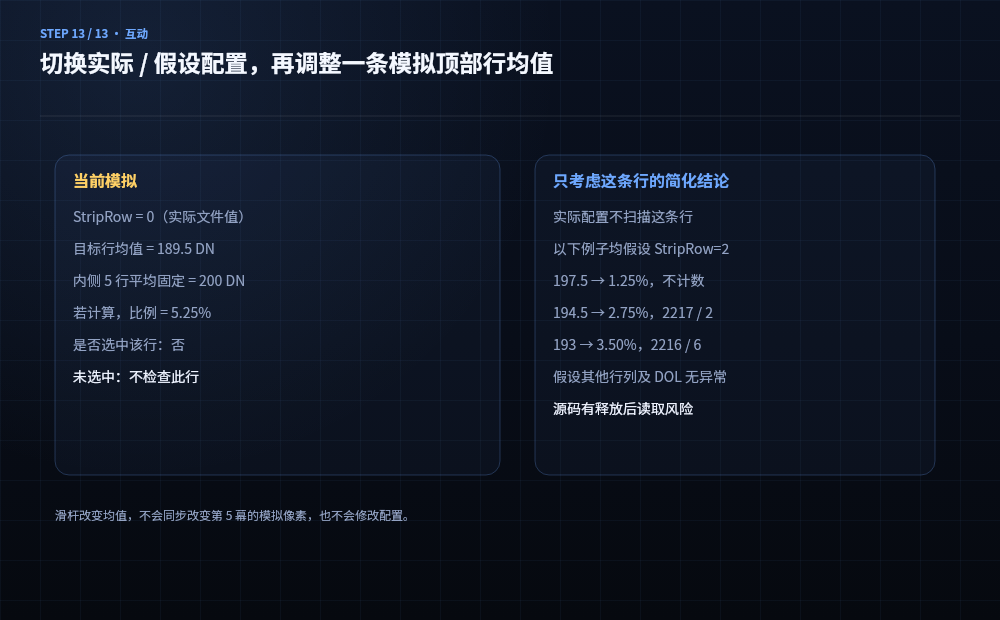 STEP 13 / 13 · 互动
切换实际 / 假设配置，再调整一条模拟顶部行均值
当前模拟
StripRow = 0（实际文件值）
目标行均值 = 189.5 DN
内侧 5 行平均固定 = 200 DN
若计算，比例 = 5.25%
是否选中该行：否
未选中：不检查此行
只考虑这条行的简化结论
实际配置不扫描这条行
以下例子均假设 StripRow=2
197.5 → 1.25%，不计数
194.5 → 2.75%，2217 / 2
193 → 3.50%，2216 / 6
假设其他行列及 DOL 无异常
源码有释放后读取风险
滑杆改变均值，不会同步改变第 5 幕的模拟像素，也不会修改配置。